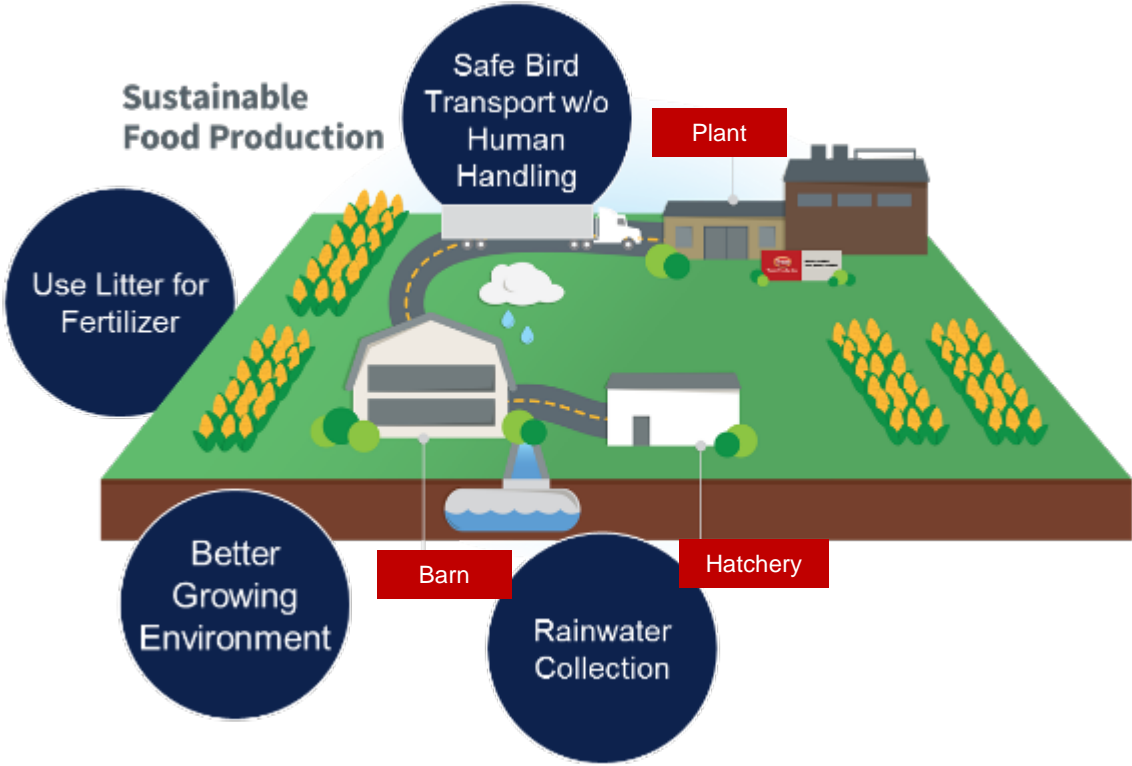 Sustainable
Food Production
Safe Bird
Transport w/o
Human
Handling
Plant
Use Litter for
Fertilizer
Better
Growing
Environment
Barn
Hatchery
Rainwater
Collection